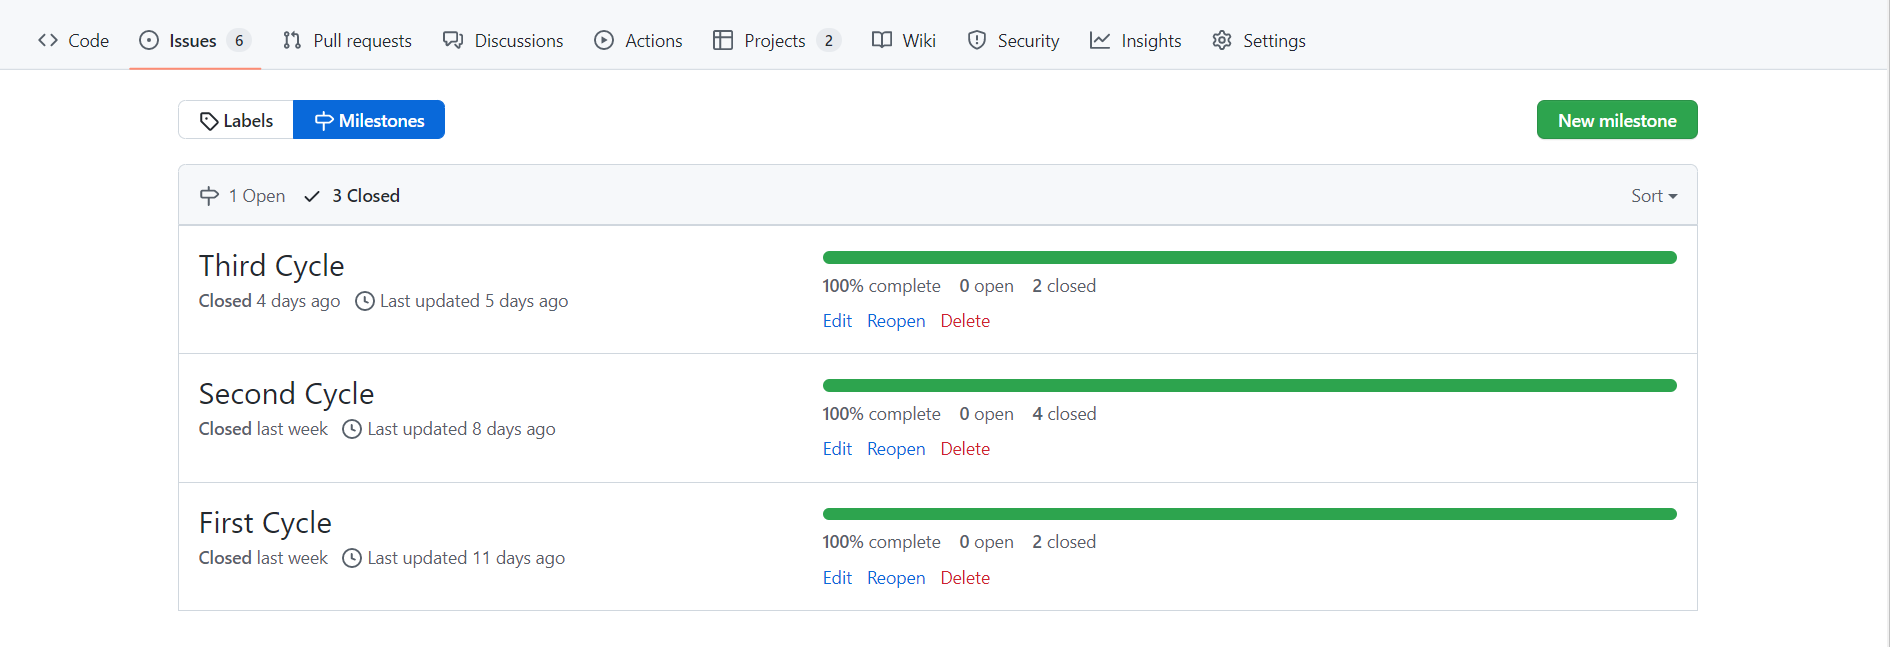 Code Issues 6 Pull requests Discussions Actions Projects 2 Wiki Security Insights Settings
Labels Milestones New milestone
1 Open 3 Closed Sort
Third Cycle
Closed 4 days ago Last updated 5 days ago
100% complete 0 open 2 closed
Edit Reopen Delete
Second Cycle
Closed last week Last updated 8 days ago
100% complete 0 open 4 closed
Edit Reopen Delete
First Cycle
Closed last week Last updated 11 days ago
100% complete 0 open 2 closed
Edit Reopen Delete